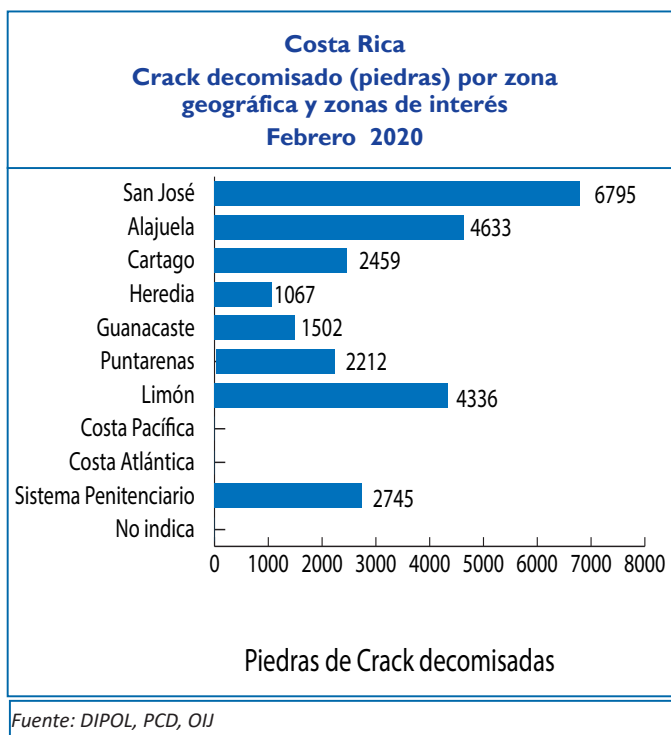 Costa Rica
Crack decomisado (piedras) por zona
geográfica y zonas de interés
Febrero 2020
San José 6795
Alajuela 4633
Cartago 2459
Heredia 1067
Guanacaste 1502
Puntarenas 2212
Limón 4336
Costa Pacífica
Costa Atlántica
Sistema Penitenciario 2745
No indica
0 1000 2000 3000 4000 5000 6000 7000 8000
Piedras de Crack decomisadas
Fuente: DIPOL, PCD, OIJ